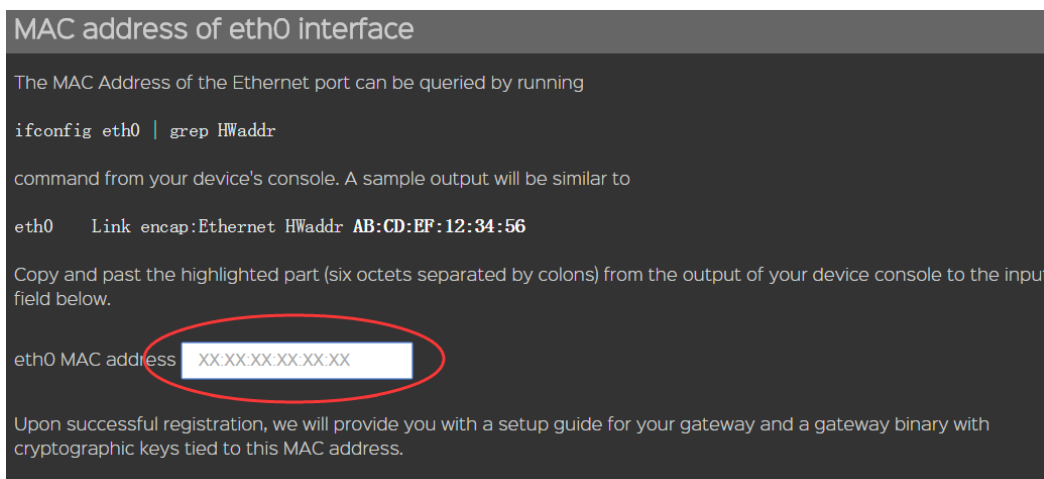 MAC address of eth0 interface
The MAC Address of the Ethernet port can be queried by running
ifconfig eth0 | grep HWaddr
command from your device's console. A sample output will be similar to
eth0 Link encap:Ethernet HWaddr AB:CD:EF:12:34:56
Copy and past the highlighted part (six octets separated by colons) from the output of your device console to the input
field below.
eth0 MAC address XX:XX:XX:XX:XX:XX
Upon successful registration, we will provide you with a setup guide for your gateway and a gateway binary with
cryptographic keys tied to this MAC address.